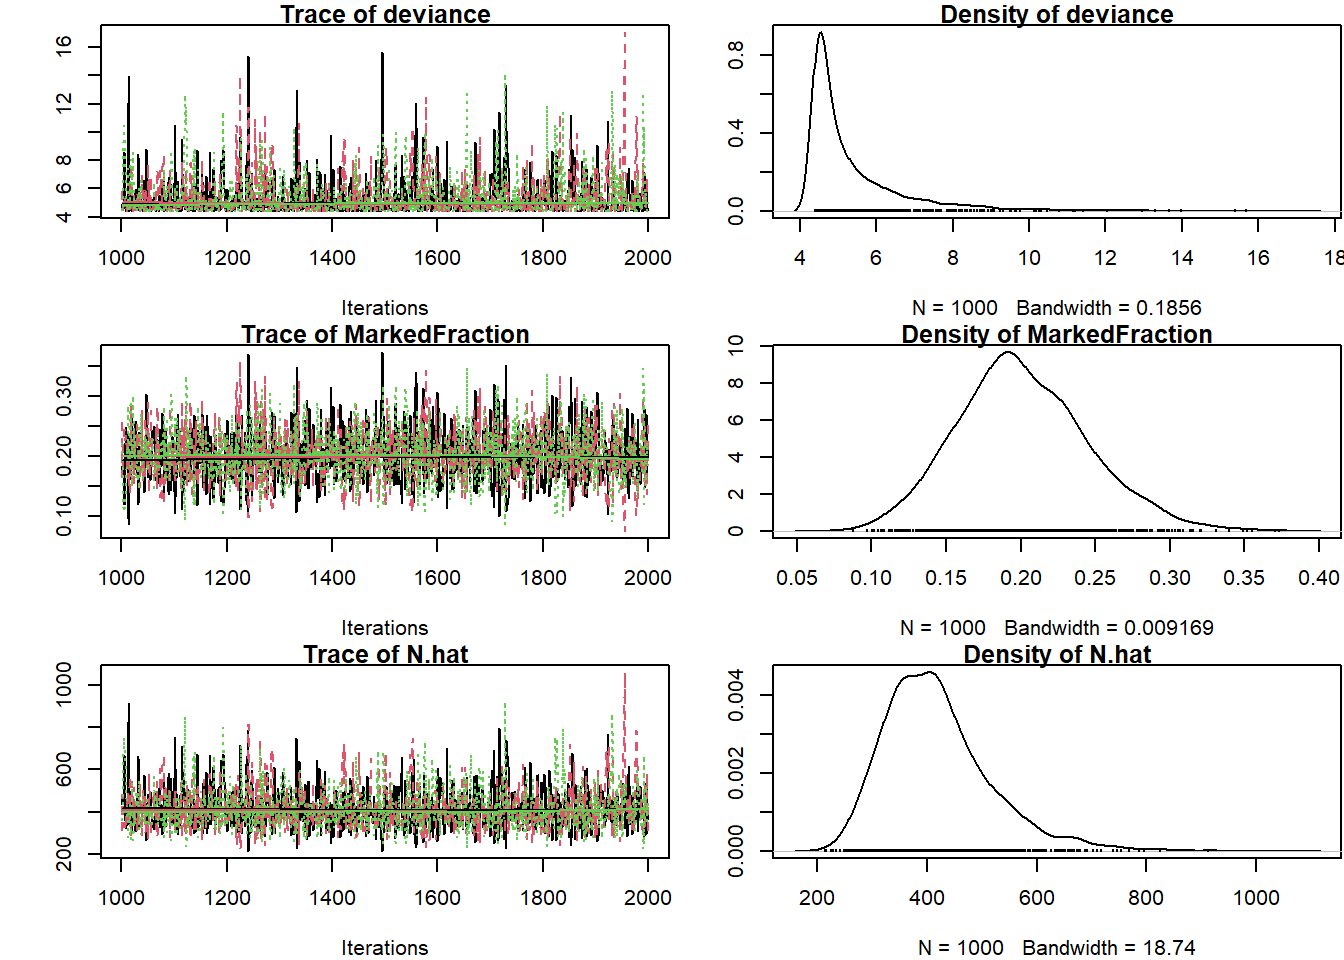 Trace of deviance
16
12
8
6
4
1000 1200 1400 1600 1800 2000
Iterations
Density of deviance
0.8
0.4
0.0
4 6 8 10 12 14 16 18
N = 1000 Bandwidth = 0.1856
Trace of MarkedFraction
0.30
0.20
0.10
1000 1200 1400 1600 1800 2000
Iterations
Density of MarkedFraction
10
8
6
4
2
0
0.05 0.10 0.15 0.20 0.25 0.30 0.35 0.40
N = 1000 Bandwidth = 0.009169
Trace of N.hat
1000
600
200
1000 1200 1400 1600 1800 2000
Iterations
Density of N.hat
0.004
0.002
0.000
200 400 600 800 1000
N = 1000 Bandwidth = 18.74